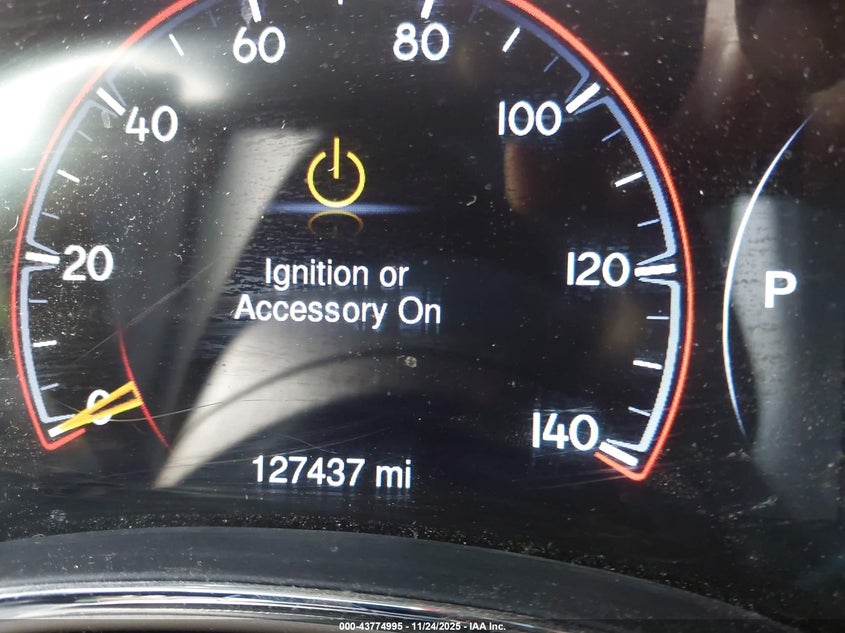 60 80
40 100
20 120
Ignition or
Accessory On
P
0 140
127437 mi
000-43774995 - 11/24/2025 - IAA Inc.